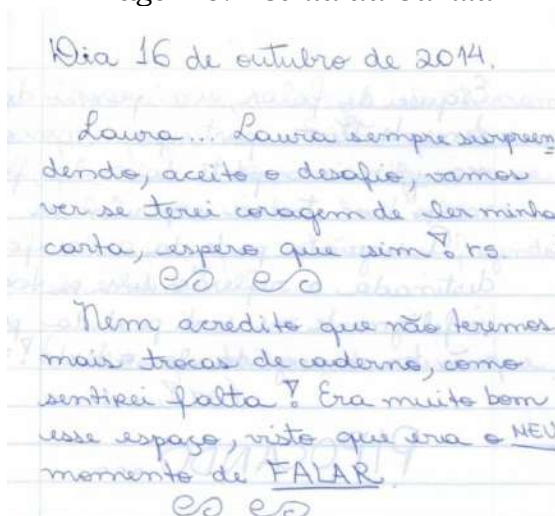 Dia 16 de outubro de 2014.
Laura... Laura sempre surpreen
dendo, aceito o desafio, vamos
ver se terei coragem de ler minha
carta, espero que sim! rs.
Nem acredito que não teremos
mais trocas de caderno, como
sentirei falta! Era muito bom
esse espaço, visto que era o MEU
momento de FALAR.